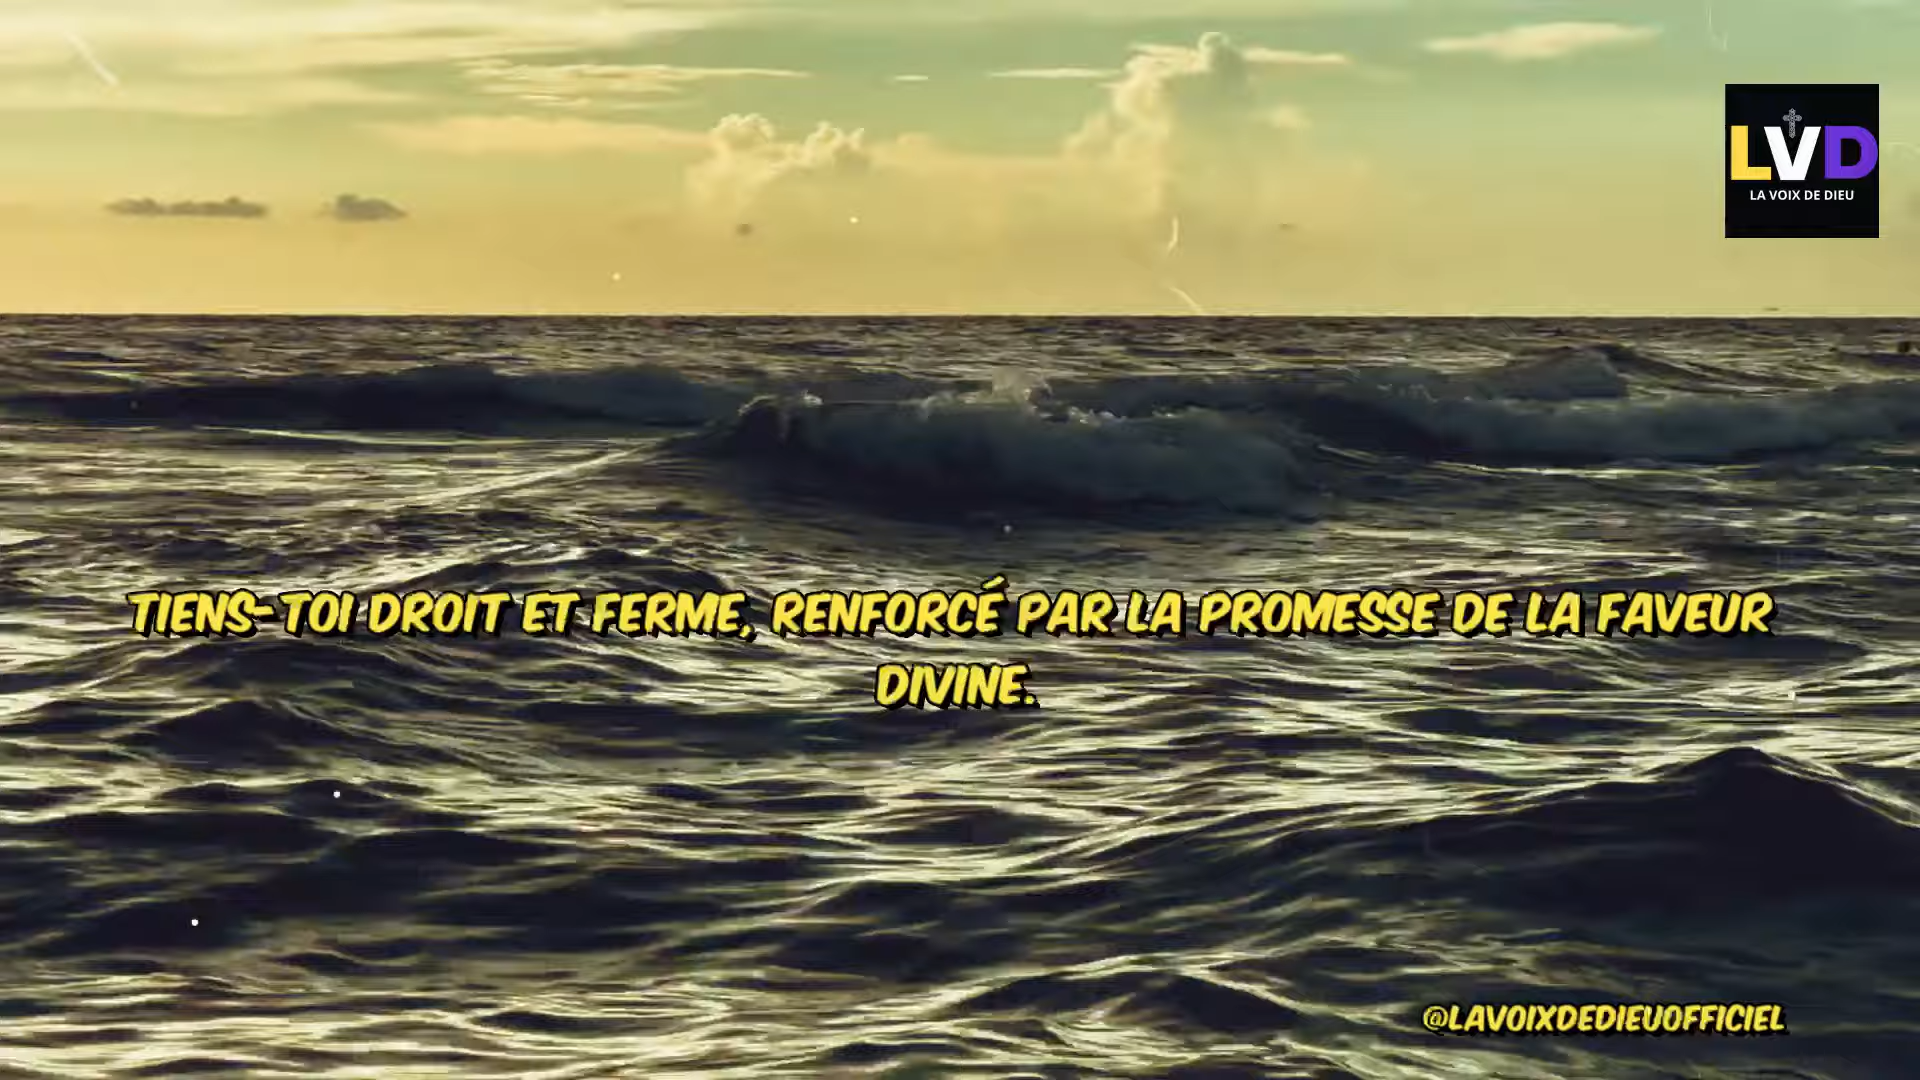 LVD
LA VOIX DE DIEU
TIENS-TOI DROIT ET FERME, RENFORCÉ PAR LA PROMESSE DE LA FAVEUR
DIVINE.
@LAVOIXDEDIEUOFFICIEL